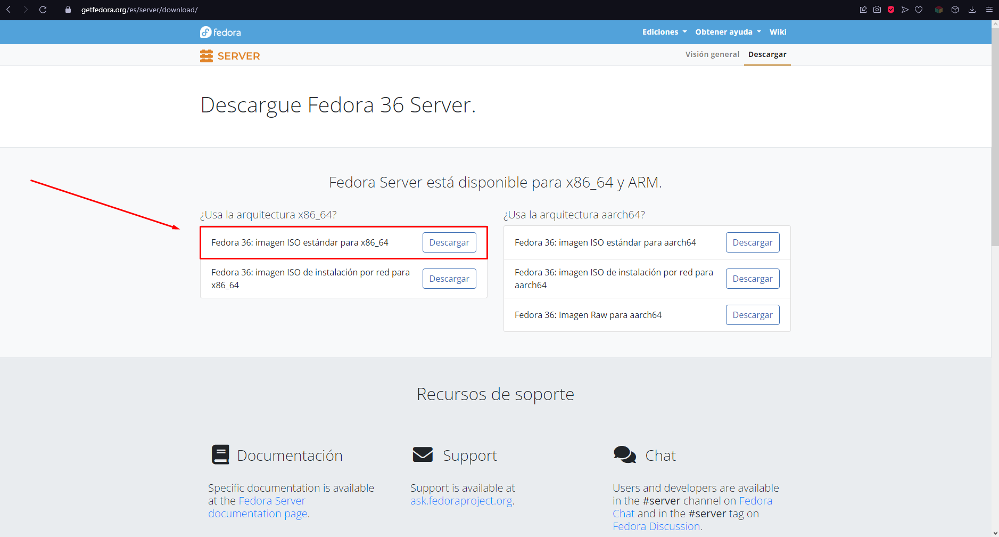 getfedora.org/es/server/download/
fedora
Ediciones
Obtener ayuda
Wiki
SERVER
Visión general
Descargar
Descargue Fedora 36 Server.
Fedora Server está disponible para x86_64 y ARM.
¿Usa la arquitectura x86_64?
Fedora 36: imagen ISO estándar para x86_64
Descargar
Fedora 36: imagen ISO de instalación por red para
x86_64
Descargar
¿Usa la arquitectura aarch64?
Fedora 36: imagen ISO estándar para aarch64
Descargar
Fedora 36: imagen ISO de instalación por red para
aarch64
Descargar
Fedora 36: Imagen Raw para aarch64
Descargar
Recursos de soporte
Documentación
Specific documentation is available
at the Fedora Server
documentation page.
Support
Support is available at
ask.fedoraproject.org.
Chat
Users and developers are available
in the #server channel on Fedora
Chat and in the #server tag on
Fedora Discussion.